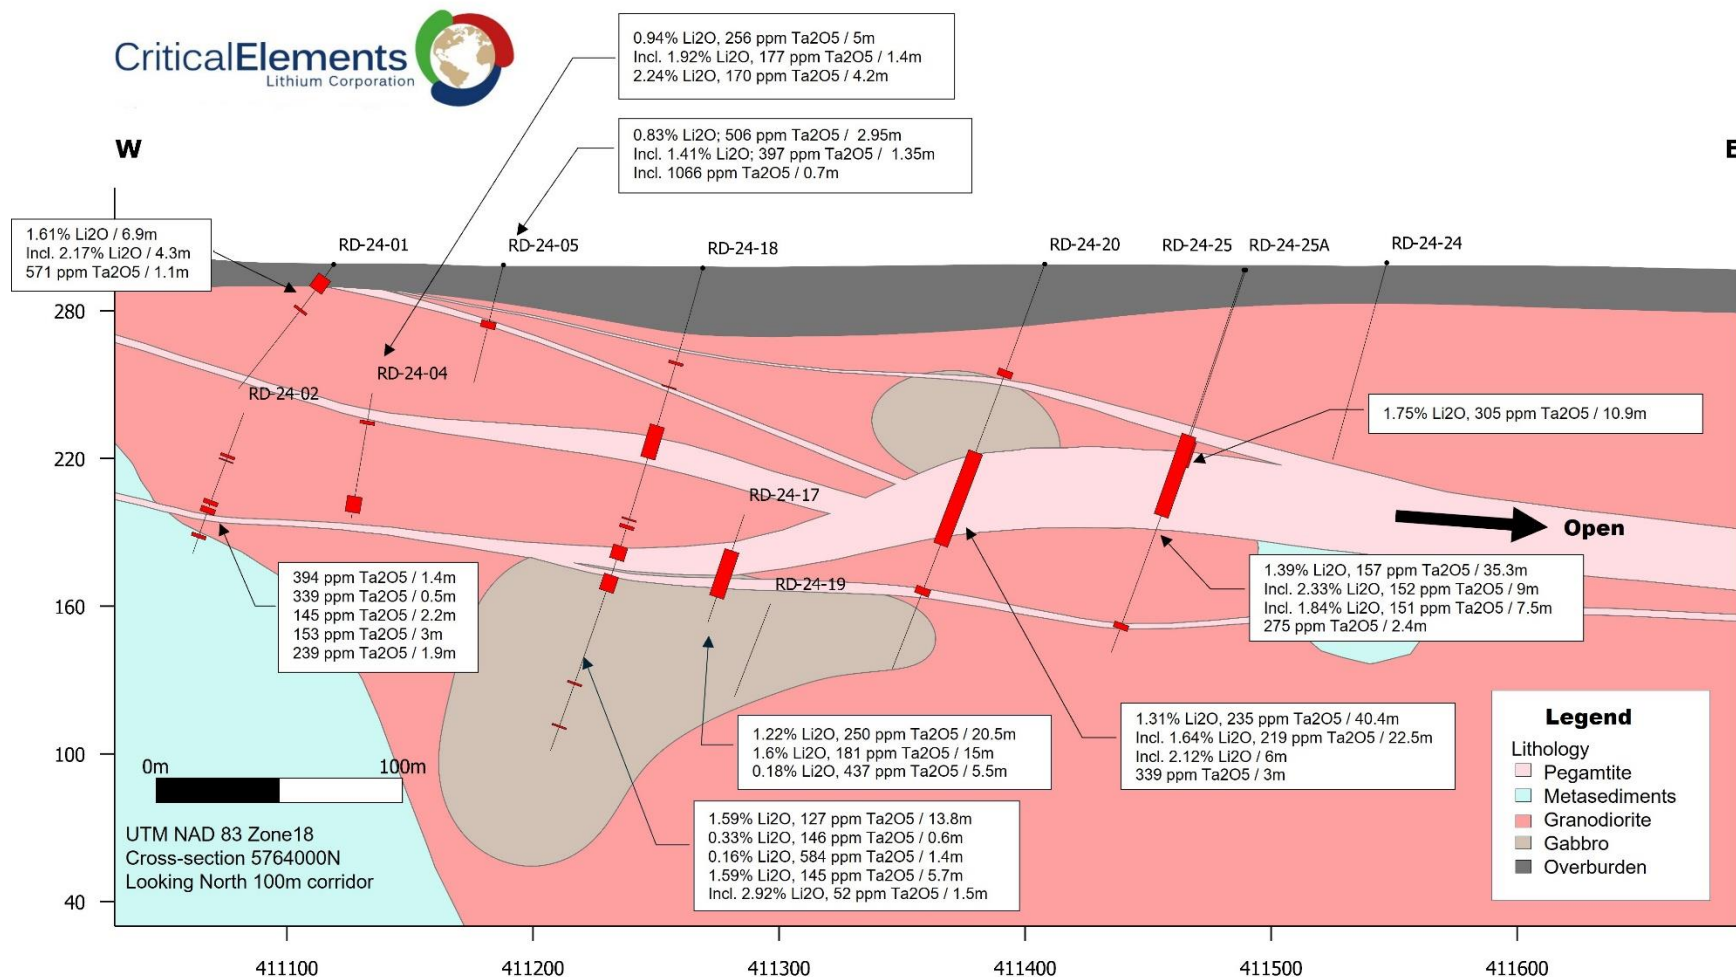 CriticalElements
Lithium Corporation
0.94% Li2O, 256 ppm Ta2O5 / 5m
Incl. 1.92% Li2O, 177 ppm Ta2O5 / 1.4m
2.24% Li2O, 170 ppm Ta2O5 / 4.2m
0.83% Li2O; 506 ppm Ta2O5 / 2.95m
Incl. 1.41% Li2O; 397 ppm Ta2O5 / 1.35m
Incl. 1066 ppm Ta2O5 / 0.7m
W
E
1.61% Li2O / 6.9m
Incl. 2.17% Li2O / 4.3m
571 ppm Ta2O5 / 1.1m
RD-24-01
RD-24-05
RD-24-18
RD-24-20
RD-24-25
RD-24-25A
RD-24-24
280
RD-24-04
RD-24-02
1.75% Li2O, 305 ppm Ta2O5 / 10.9m
220
RD-24-17
Open
394 ppm Ta2O5 / 1.4m
339 ppm Ta2O5 / 0.5m
145 ppm Ta2O5 / 2.2m
153 ppm Ta2O5 / 3m
239 ppm Ta2O5 / 1.9m
RD-24-19
1.39% Li2O, 157 ppm Ta2O5 / 35.3m
Incl. 2.33% Li2O, 152 ppm Ta2O5 / 9m
Incl. 1.84% Li2O, 151 ppm Ta2O5 / 7.5m
275 ppm Ta2O5 / 2.4m
160
1.22% Li2O, 250 ppm Ta2O5 / 20.5m
1.6% Li2O, 181 ppm Ta2O5 / 15m
0.18% Li2O, 437 ppm Ta2O5 / 5.5m
1.31% Li2O, 235 ppm Ta2O5 / 40.4m
Incl. 1.64% Li2O, 219 ppm Ta2O5 / 22.5m
Incl. 2.12% Li2O / 6m
339 ppm Ta2O5 / 3m
100
0m
100m
1.59% Li2O, 127 ppm Ta2O5 / 13.8m
0.33% Li2O, 146 ppm Ta2O5 / 0.6m
0.16% Li2O, 584 ppm Ta2O5 / 1.4m
1.59% Li2O, 145 ppm Ta2O5 / 5.7m
Incl. 2.92% Li2O, 52 ppm Ta2O5 / 1.5m
UTM NAD 83 Zone18
Cross-section 5764000N
Looking North 100m corridor
Legend
Lithology
Pegamtite
Metasediments
Granodiorite
Gabbro
Overburden
40
411100
411200
411300
411400
411500
411600